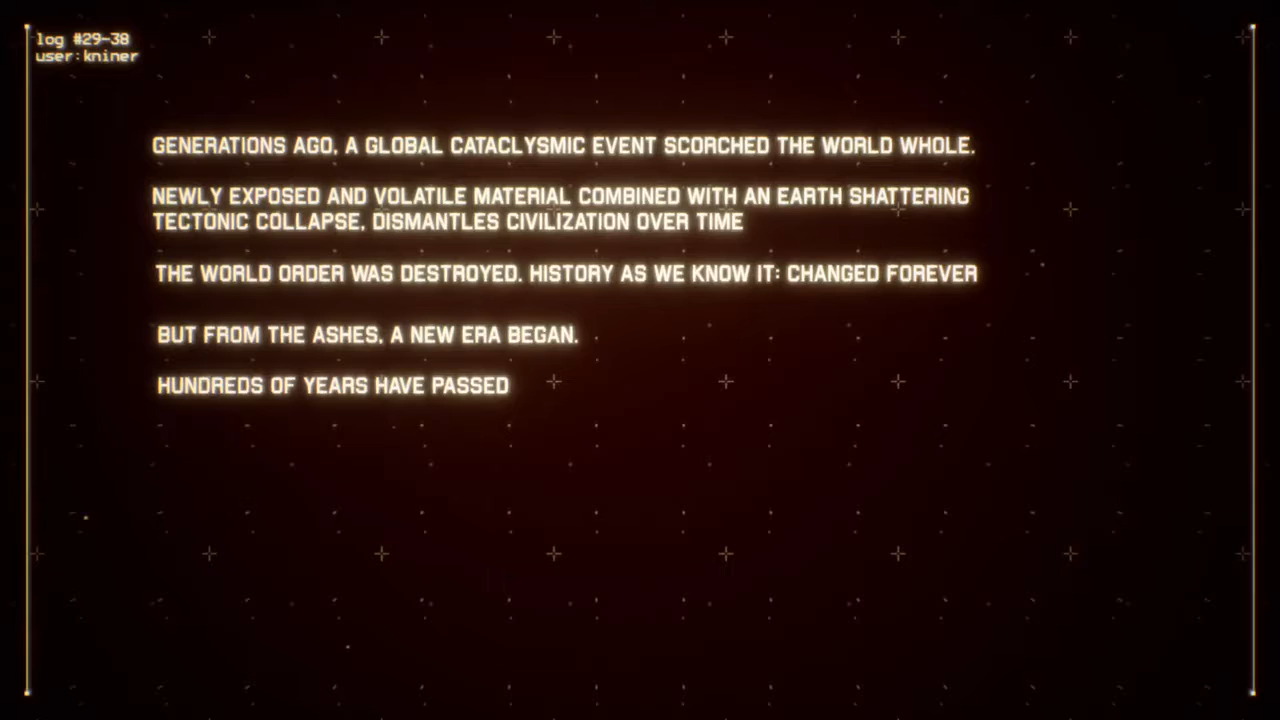 log #29-38
user:kniner
GENERATIONS AGO, A GLOBAL CATACLYSMIC EVENT SCORCHED THE WORLD WHOLE.
NEWLY EXPOSED AND VOLATILE MATERIAL COMBINED WITH AN EARTH SHATTERING
TECTONIC COLLAPSE, DISMANTLES CIVILIZATION OVER TIME
THE WORLD ORDER WAS DESTROYED. HISTORY AS WE KNOW IT: CHANGED FOREVER
BUT FROM THE ASHES, A NEW ERA BEGAN.
HUNDREDS OF YEARS HAVE PASSED